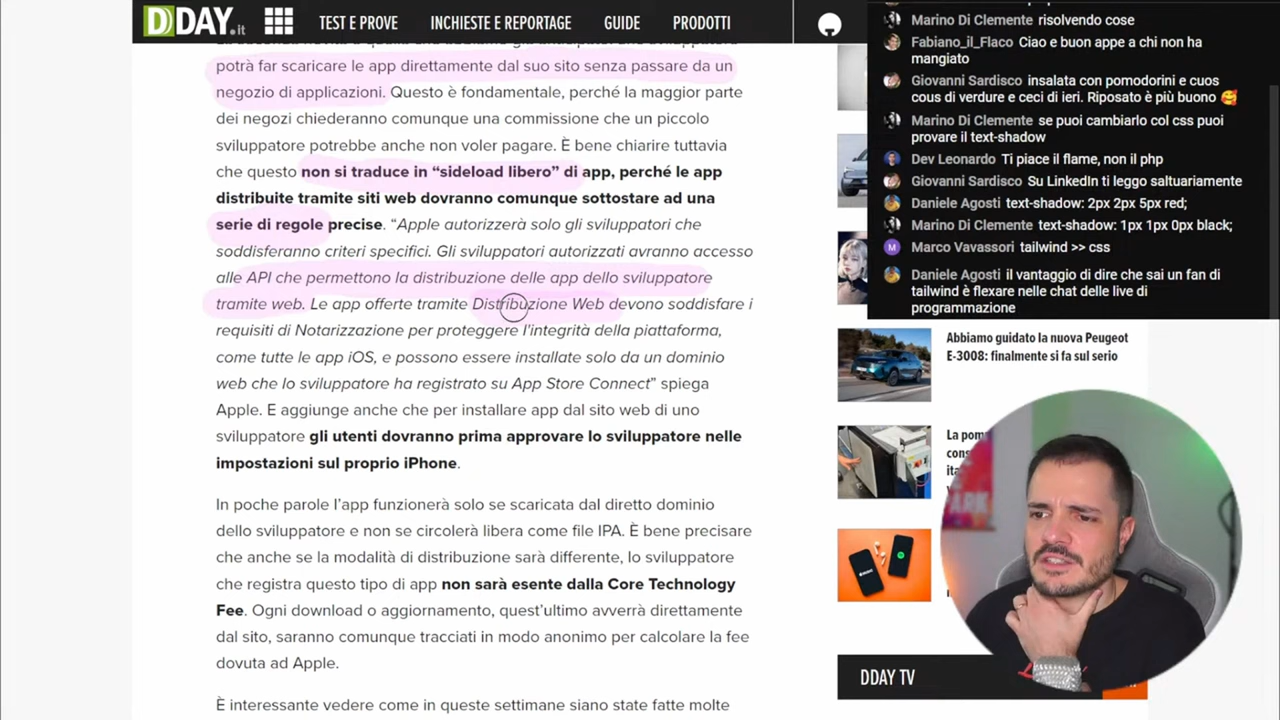 DDAY.it
TEST E PROVE
INCHIESTE E REPORTAGE
GUIDE
PRODOTTI
potrà far scaricare le app direttamente dal suo sito senza passare da un
negozio di applicazioni. Questo è fondamentale, perché la maggior parte
dei negozi chiederanno comunque una commissione che un piccolo
sviluppatore potrebbe anche non voler pagare. È bene chiarire tuttavia
che questo non si traduce in “sideload libero” di app, perché le app
distribuite tramite siti web dovranno comunque sottostare ad una
serie di regole precise. “Apple autorizzerà solo gli sviluppatori che
soddisferanno criteri specifici. Gli sviluppatori autorizzati avranno accesso
alle API che permettono la distribuzione delle app dello sviluppatore
tramite web. Le app offerte tramite Distribuzione Web devono soddisfare i
requisiti di Notarizzazione per proteggere l'integrità della piattaforma,
come tutte le app iOS, e possono essere installate solo da un dominio
web che lo sviluppatore ha registrato su App Store Connect” spiega
Apple. E aggiunge anche che per installare app dal sito web di uno
sviluppatore gli utenti dovranno prima approvare lo sviluppatore nelle
impostazioni sul proprio iPhone.
In poche parole l’app funzionerà solo se scaricata dal diretto dominio
dello sviluppatore e non se circolerà libera come file IPA. È bene precisare
che anche se la modalità di distribuzione sarà differente, lo sviluppatore
che registra questo tipo di app non sarà esente dalla Core Technology
Fee. Ogni download o aggiornamento, quest’ultimo avverrà direttamente
dal sito, saranno comunque tracciati in modo anonimo per calcolare la fee
dovuta ad Apple.
È interessante vedere come in queste settimane siano state fatte molte
Marino Di Clemente risolvendo cose
Fabiano_il_Flaco Ciao e buon appe a chi non ha
mangiato
Giovanni Sardisco insalata con pomodorini e cuos
cous di verdure e ceci di ieri. Riposato è più buono 🥰
Marino Di Clemente se puoi cambiarlo col css puoi
provare il text-shadow
Dev Leonardo Ti piace il flame, non il php
Giovanni Sardisco Su LinkedIn ti leggo saltuariamente
Daniele Agosti text-shadow: 2px 2px 5px red;
Marino Di Clemente text-shadow: 1px 1px 0px black;
M Marco Vavassori tailwind >> css
Daniele Agosti il vantaggio di dire che sai un fan di
tailwind è flexare nelle chat delle live di
programmazione
Abbiamo guidato la nuova Peugeot
E-3008: finalmente si fa sul serio
DDAY TV